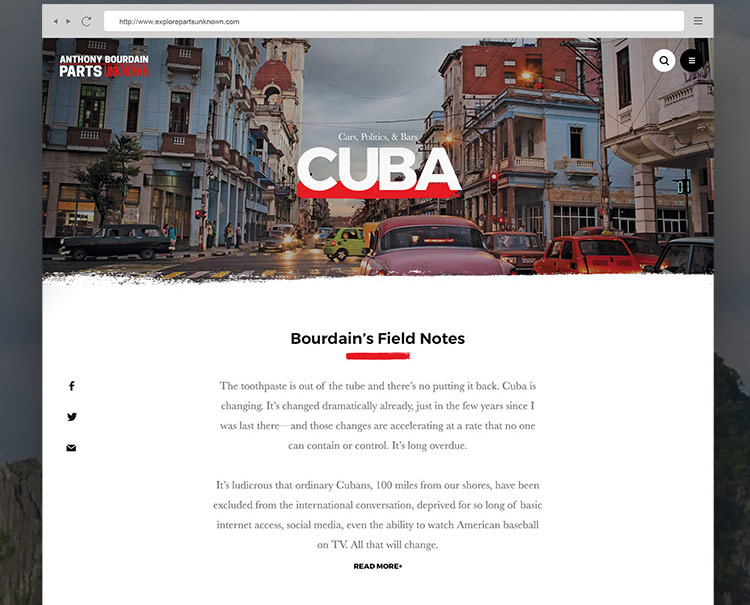 http://www.explorepartsunknown.com
ANTHONY BOURDAIN
PARTS UNKNOWN
Cars, Politics, & Bars
CUBA
Bourdain's Field Notes
The toothpaste is out of the tube and there's no putting it back. Cuba is
changing. It's changed dramatically already, just in the few years since I
was last there—and those changes are accelerating at a rate that no one
can contain or control. It's long overdue.
It's ludicrous that ordinary Cubans, 100 miles from our shores, have been
excluded from the international conversation, deprived for so long of basic
internet access, social media, even the ability to watch American baseball
on TV. All that will change.
READ MORE+